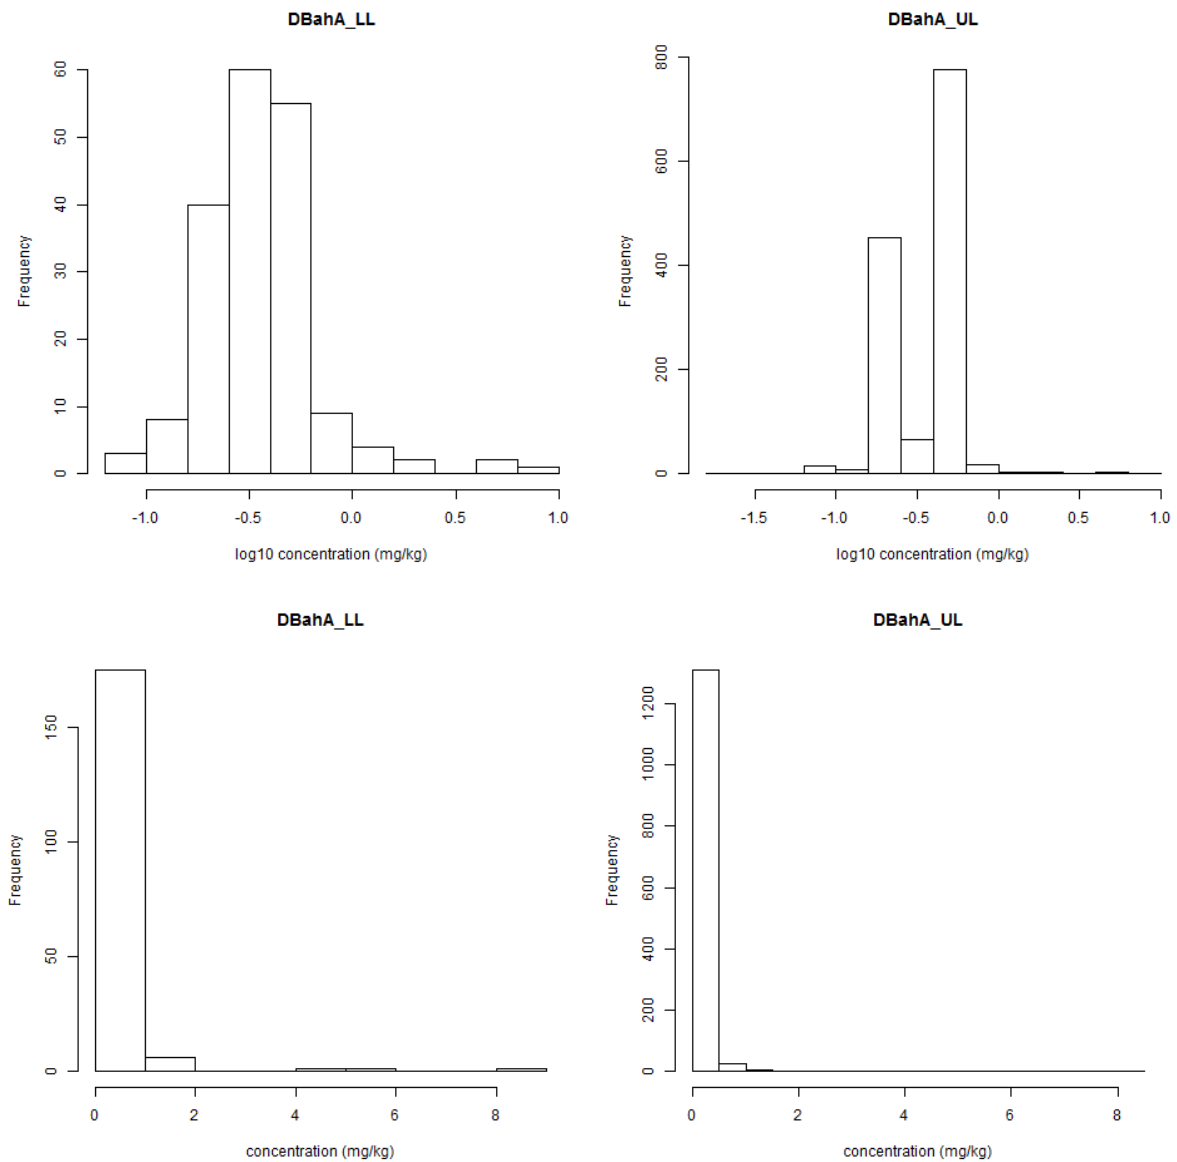 DBahA_LL
Frequency
0
10
20
30
40
50
60
-1.0 -0.5 0.0 0.5 1.0
log10 concentration (mg/kg)
DBahA_UL
Frequency
0
200
400
600
800
-1.5 -1.0 -0.5 0.0 0.5 1.0
log10 concentration (mg/kg)
DBahA_LL
Frequency
0
50
100
150
0 2 4 6 8
concentration (mg/kg)
DBahA_UL
Frequency
0
200
400
600
800
1000
1200
0 2 4 6 8
concentration (mg/kg)